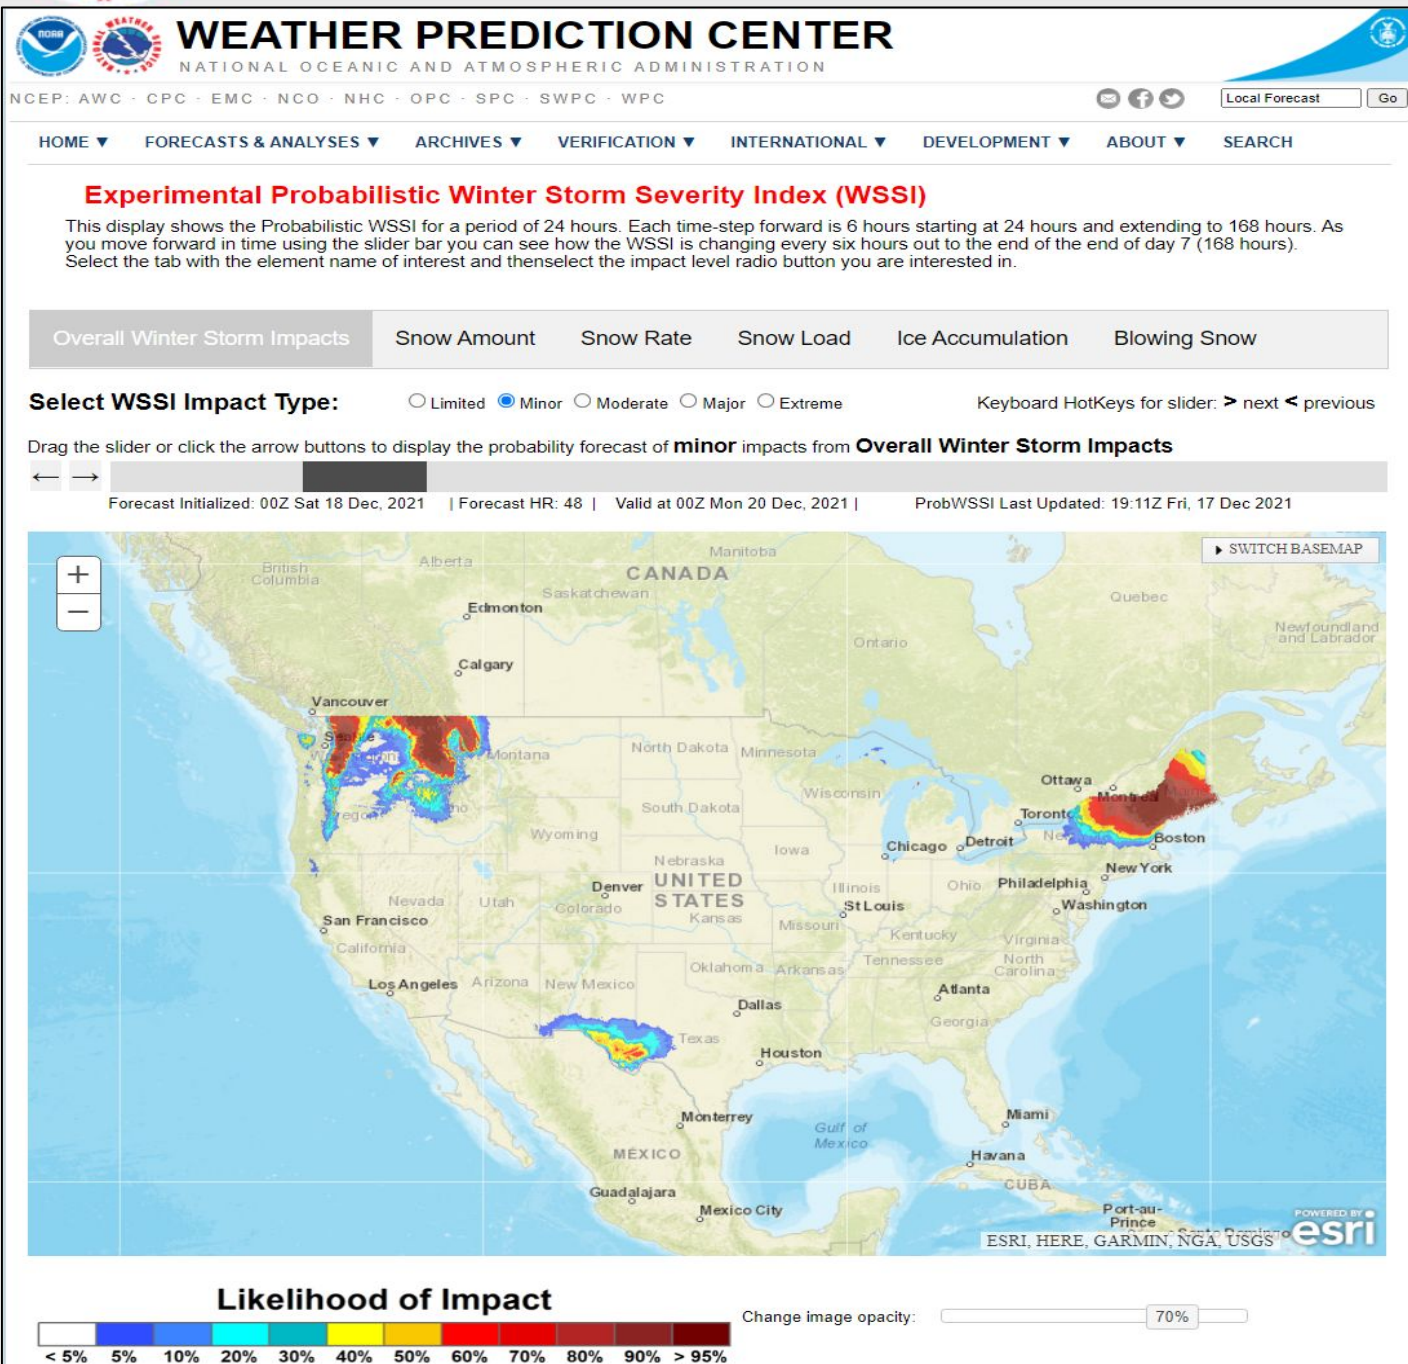 NOAA
WEATHER PREDICTION CENTER
NATIONAL OCEANIC AND ATMOSPHERIC ADMINISTRATION
NCEP: AWC · CPC · EMC · NCO · NHC · OPC · SPC · SWPC · WPC
Local Forecast Go
HOME ▼ FORECASTS & ANALYSES ▼ ARCHIVES ▼ VERIFICATION ▼ INTERNATIONAL ▼ DEVELOPMENT ▼ ABOUT ▼ SEARCH
Experimental Probabilistic Winter Storm Severity Index (WSSI)
This display shows the Probabilistic WSSI for a period of 24 hours. Each time-step forward is 6 hours starting at 24 hours and extending to 168 hours. As
you move forward in time using the slider bar you can see how the WSSI is changing every six hours out to the end of the end of day 7 (168 hours).
Select the tab with the element name of interest and thenselect the impact level radio button you are interested in.
Overall Winter Storm Impacts Snow Amount Snow Rate Snow Load Ice Accumulation Blowing Snow
Select WSSI Impact Type: Limited Minor Moderate Major Extreme Keyboard HotKeys for slider: > next < previous
Drag the slider or click the arrow buttons to display the probability forecast of minor impacts from Overall Winter Storm Impacts
← →
Forecast Initialized: 00Z Sat 18 Dec, 2021 | Forecast HR: 48 | Valid at 00Z Mon 20 Dec, 2021 | ProbWSSI Last Updated: 19:11Z Fri, 17 Dec 2021
+
−
SWITCH BASEMAP
Manitoba
British
Columbia
Alberta
CANADA
Saskatchewan
Quebec
Edmonton
Newfoundland
and Labrador
Ontario
Calgary
Vancouver
Seattle
Montana
North Dakota
Minnesota
Ottawa
Montreal
Wisconsin
South Dakota
Toronto
Wyoming
Boston
Iowa
Chicago
Detroit
Nebraska
New York
UNITED
STATES
Denver
Illinois
Ohio
Philadelphia
Nevada
Utah
Colorado
St Louis
Washington
Kansas
San Francisco
Missouri
Kentucky
Virginia
California
Tennessee
North
Carolina
Oklahoma
Arkansas
Los Angeles
Arizona
New Mexico
Atlanta
Dallas
Georgia
Texas
Houston
Monterrey
Gulf of
Mexico
Miami
MÉXICO
Havana
CUBA
Guadalajara
Mexico City
Port-au-
Prince
Santo Domingo
POWERED BY
esri
ESRI, HERE, GARMIN, NGA, USGS
Likelihood of Impact
Change image opacity: 70%
< 5% 5% 10% 20% 30% 40% 50% 60% 70% 80% 90% > 95%